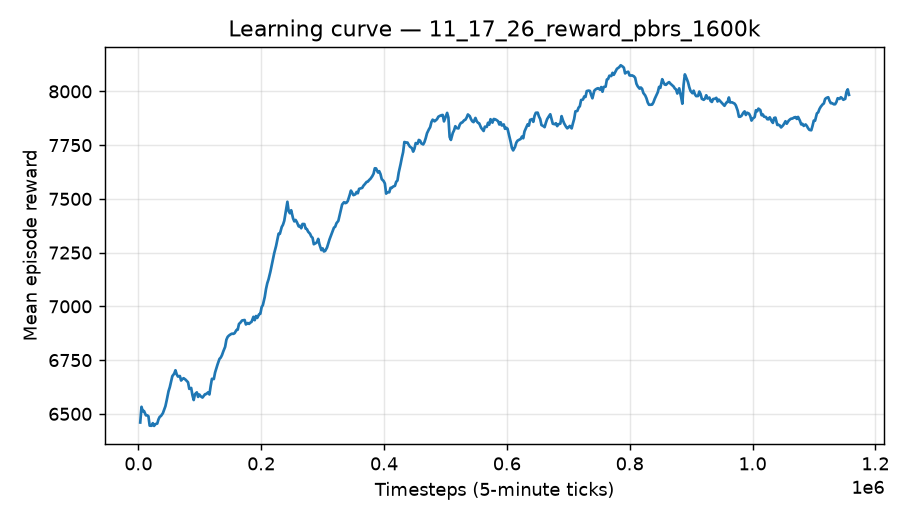 Learning curve — 11_17_26_reward_pbrs_1600k
Mean episode reward
8000
7750
7500
7250
7000
6750
6500
0.0 0.2 0.4 0.6 0.8 1.0 1.2
1e6
Timesteps (5-minute ticks)